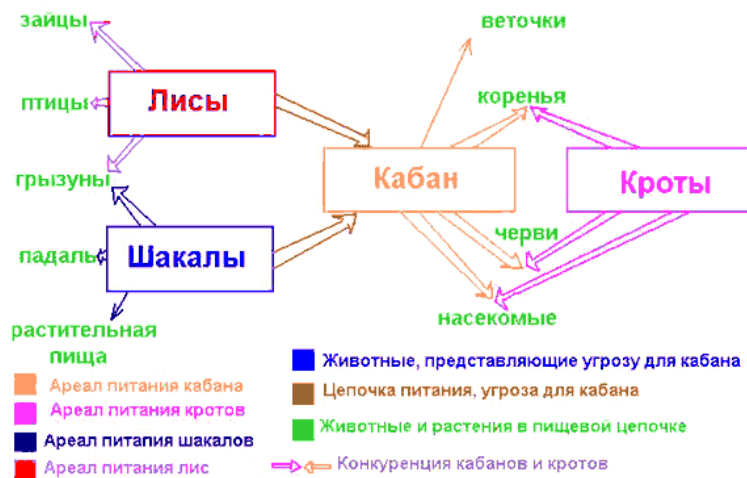 зайцы
веточки
птицы
Лисы
коренья
грызуны
Кабан
Кроты
падаль
Шакалы
черви
насекомые
растительная
пища
Ареал питания кабана
Ареал питания кротов
Ареал питапия шакалов
Ареал питания лис
Животные, представляющие угрозу для кабана
Цепочка питания, угроза для кабана
Животные и растения в пищевой цепочке
Конкуренция кабанов и кротов